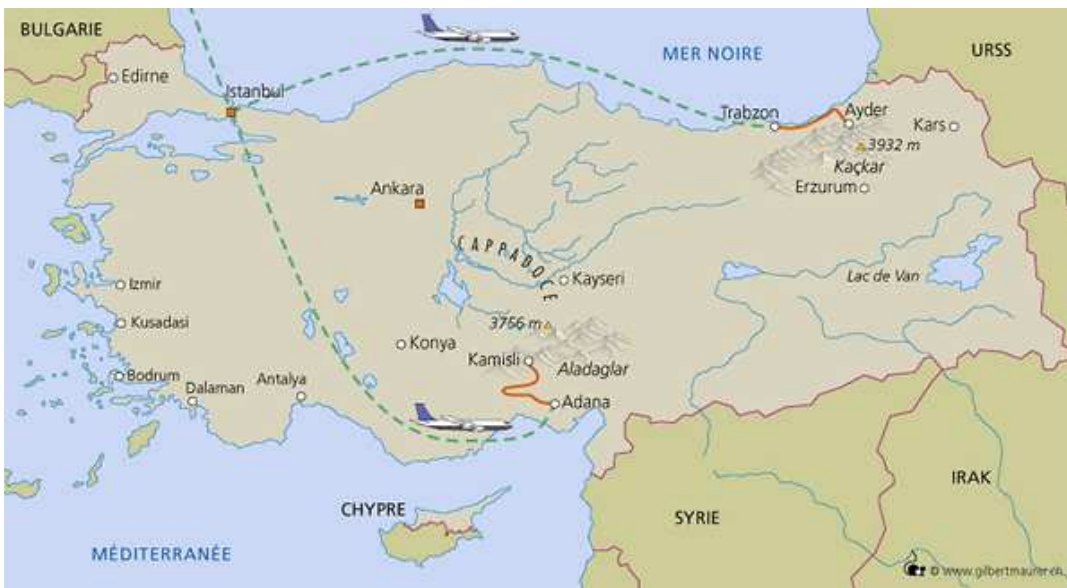 BULGARIE
Edirne
Istanbul
MER NOIRE
URSS
Trabzon
Ayder
Kars
3932 m
Kaçkar
Erzurum
Ankara
CAPPADOCE
Kayseri
Lac de Van
Izmir
Kusadasi
3756 m
Konya
Kamisli
Aladaglar
Bodrum
Dalaman
Antalya
Adana
CHYPRE
SYRIE
IRAK
MÉDITERRANÉE
© www.gilbertmaurer.ch